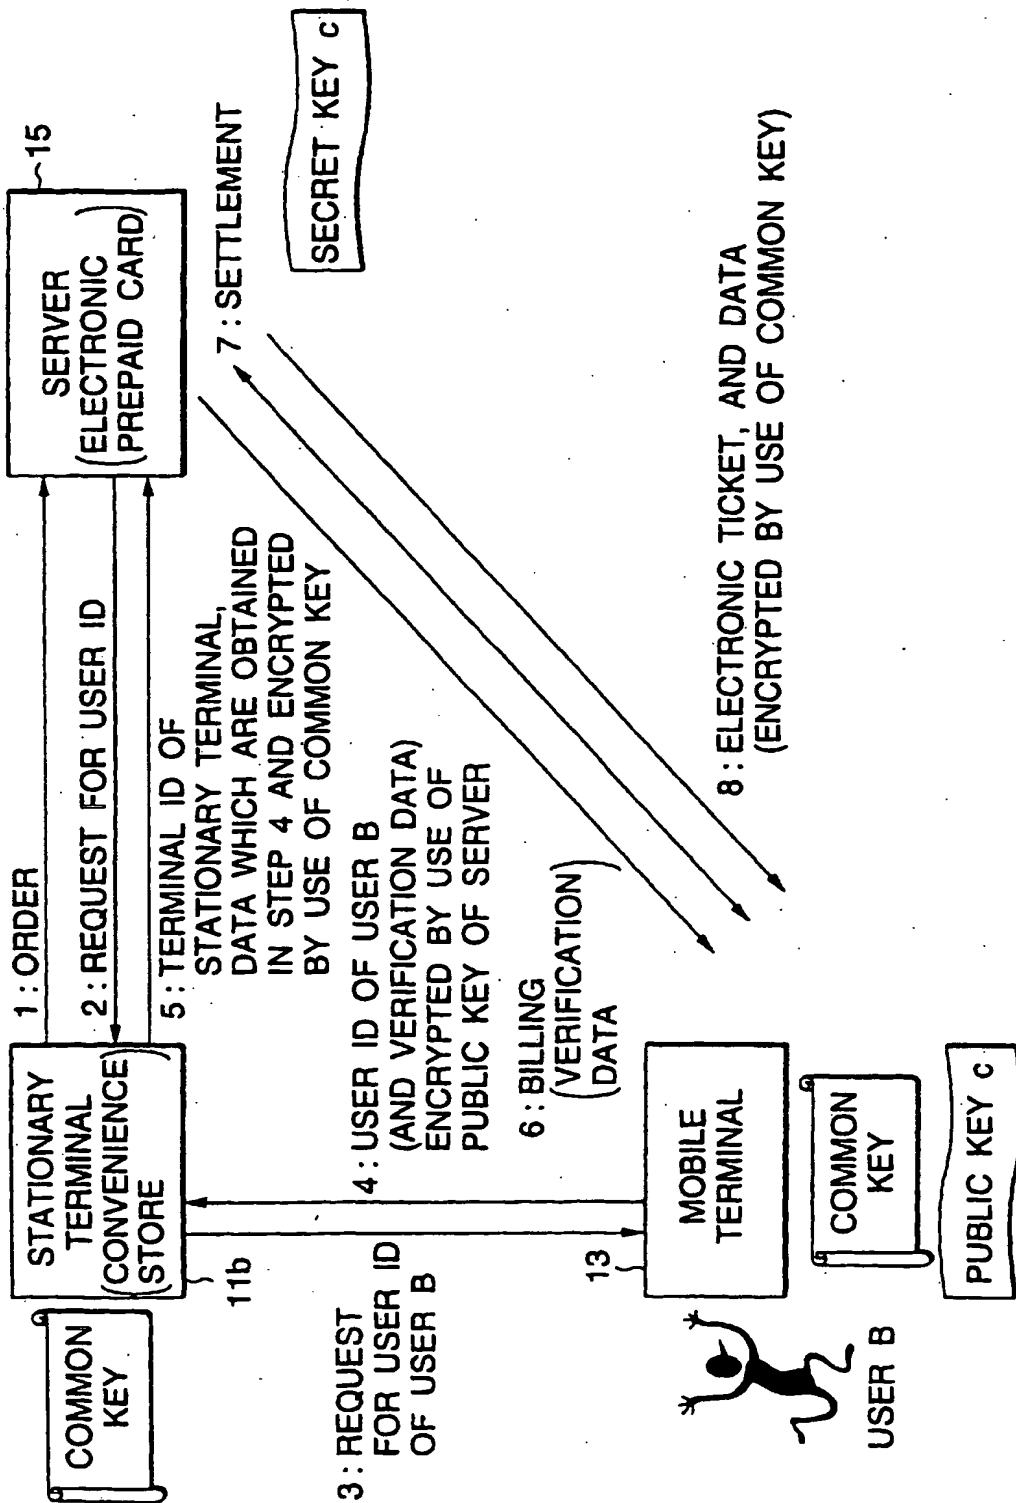 COMMON
KEY
STATIONARY
TERMINAL
(CONVENIENCE
STORE)
11b
1 : ORDER
2 : REQUEST FOR USER ID
5 : TERMINAL ID OF
STATIONARY TERMINAL,
DATA WHICH ARE OBTAINED
IN STEP 4 AND ENCRYPTED
BY USE OF COMMON KEY
SERVER
(ELECTRONIC
PREPAID CARD)
15
7 : SETTLEMENT
SECRET KEY c
3 : REQUEST
FOR USER ID
OF USER B
4 : USER ID OF USER B
(AND VERIFICATION DATA)
ENCRYPTED BY USE OF
PUBLIC KEY OF SERVER
6 : BILLING
(VERIFICATION
DATA)
8 : ELECTRONIC TICKET, AND DATA
(ENCRYPTED BY USE OF COMMON KEY)
13
MOBILE
TERMINAL
USER B
COMMON
KEY
PUBLIC KEY c